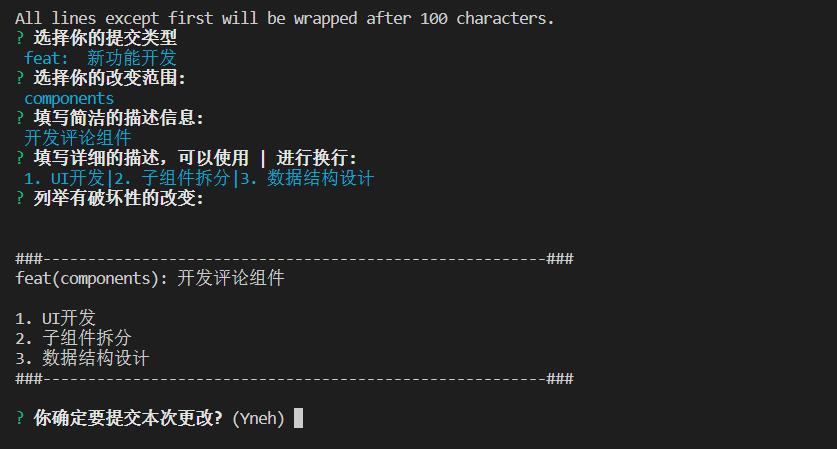 All lines except first will be wrapped after 100 characters.
? 选择你的提交类型
feat:  新功能开发
? 选择你的改变范围:
components
? 填写简洁的描述信息:
开发评论组件
? 填写详细的描述，可以使用 | 进行换行:
1. UI开发|2. 子组件拆分|3. 数据结构设计
? 列举有破坏性的改变:
###--------------------------------------------------------###
feat(components): 开发评论组件
1. UI开发
2. 子组件拆分
3. 数据结构设计
###--------------------------------------------------------###
? 你确定要提交本次更改? (Yneh)